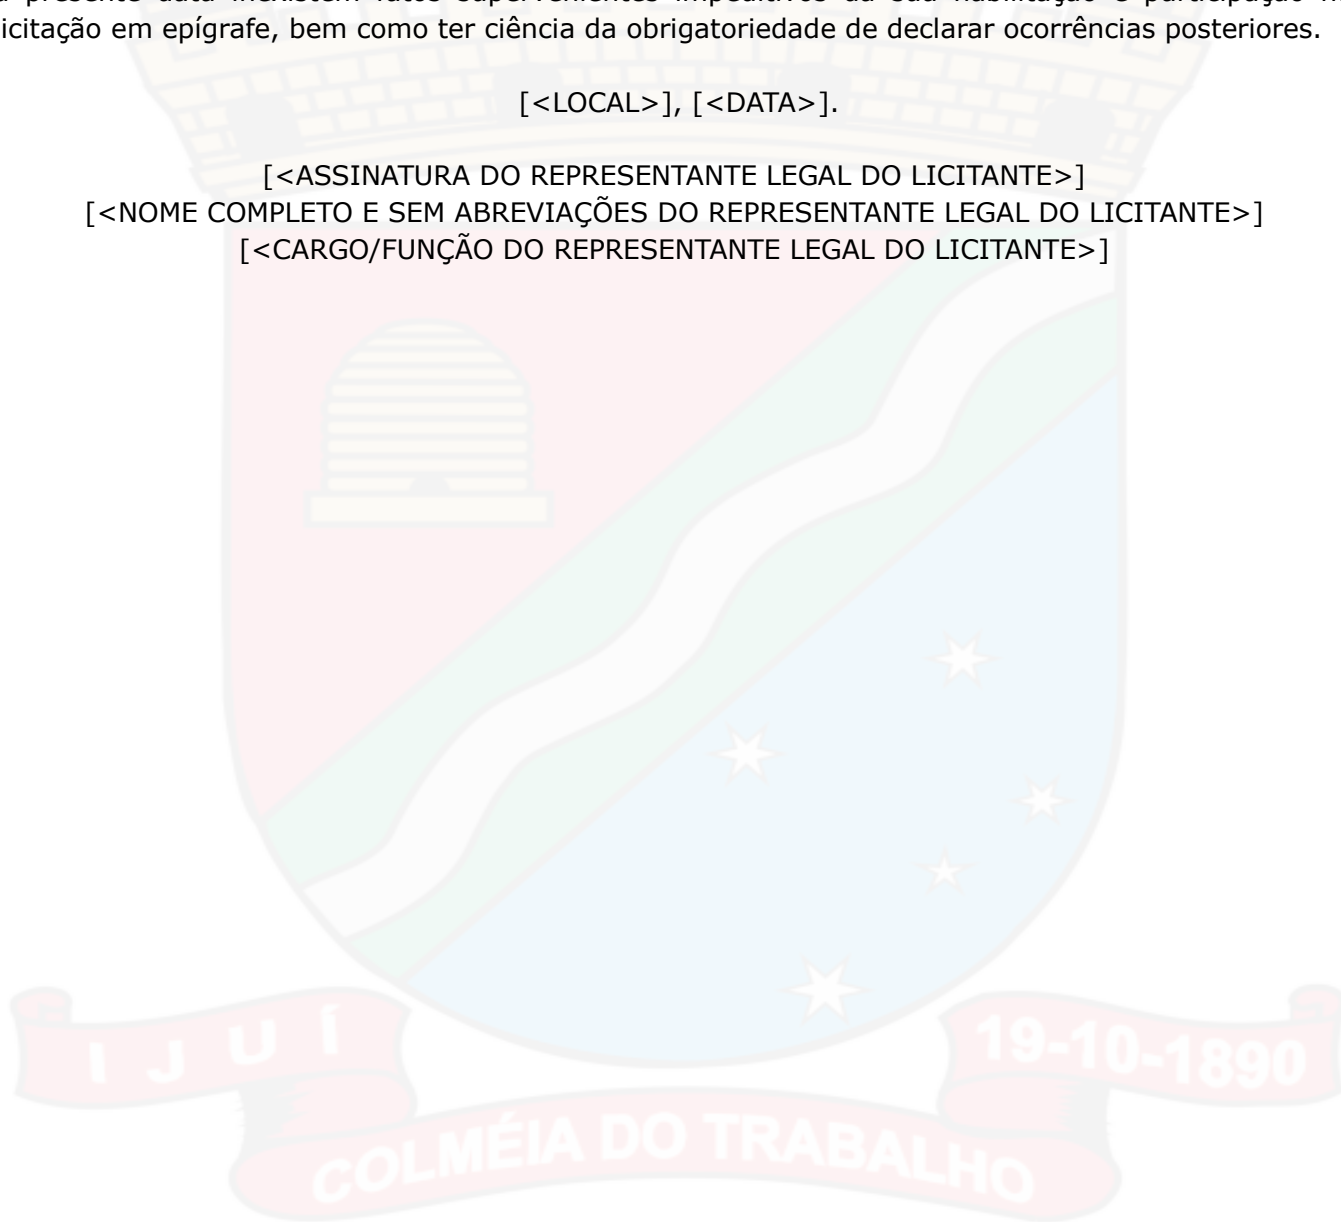 presente data inexistem fatos supervenientes impeditivos da sua habilitação e participação
icitação em epígrafe, bem como ter ciência da obrigatoriedade de declarar ocorrências posteriores.
[<LOCAL>], [<DATA>].
[<ASSINATURA DO REPRESENTANTE LEGAL DO LICITANTE>]
[<NOME COMPLETO E SEM ABREVIAÇÕES DO REPRESENTANTE LEGAL DO LICITANTE>]
[<CARGO/FUNÇÃO DO REPRESENTANTE LEGAL DO LICITANTE>]
IJUÍ
19-10-1890
COLMÉIA DO TRABALHO